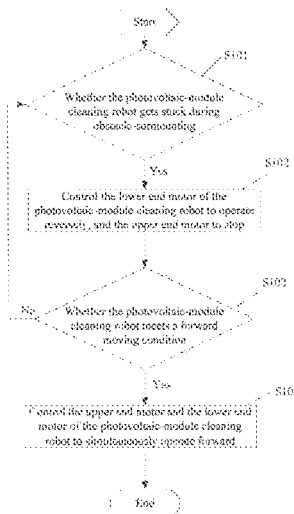 Start
S101
Whether the photovoltaic-module
cleaning robot gets stuck during
obstacle-surmounting
Yes
S102
Control the lower end motor of the
photovoltaic-module cleaning robot to operate
reversely, and the upper end motor to stop
S103
Whether the photovoltaic-module
cleaning robot meets a forward
moving condition
No
Yes
S10
Control the upper end motor and the lower end
motor of the photovoltaic-module cleaning
robot to simultaneously operate forward
End